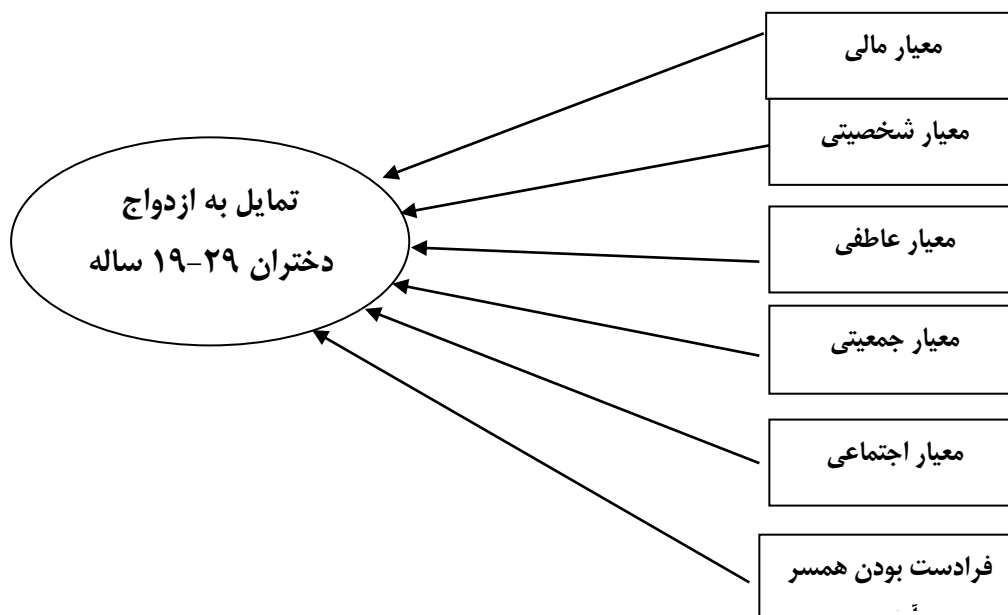 معیار مالی
معیار شخصیتی
تمایل به ازدواج
دختران ۲۹-۱۹ ساله
معیار عاطفی
معیار جمعیتی
معیار اجتماعی
فرادست بودن همسر